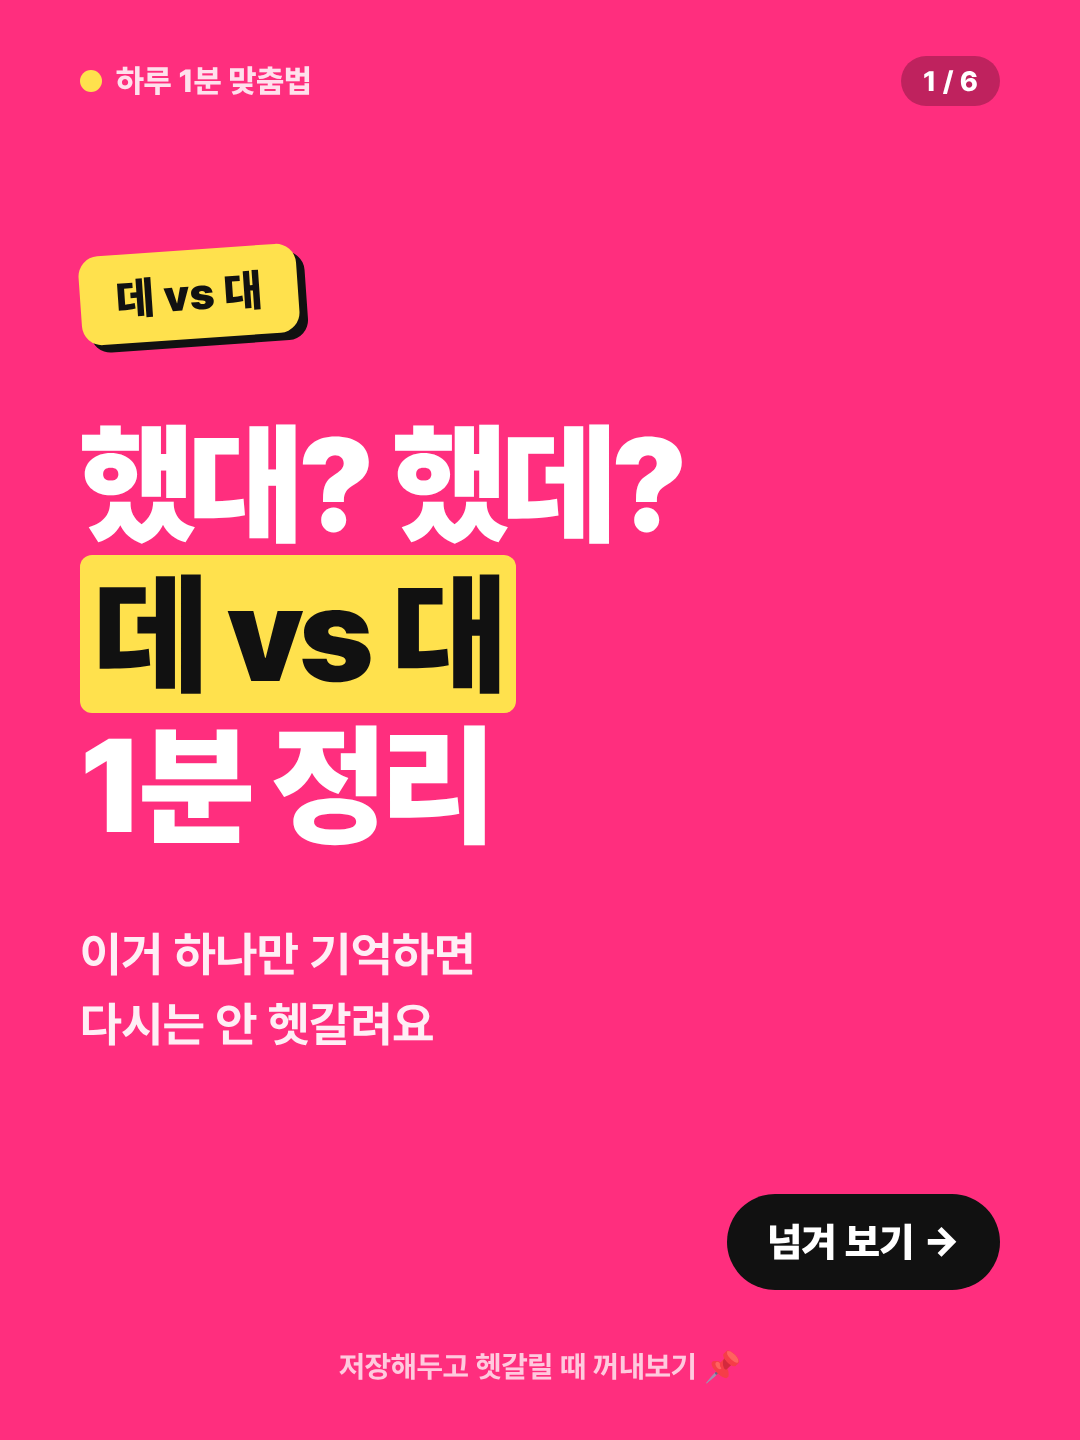 하루 1분 맞춤법
1 / 6
데 vs 대
했대? 했데?
데 vs 대
1분 정리
이거 하나만 기억하면
다시는 안 헷갈려요
넘겨 보기 →
저장해두고 헷갈릴 때 꺼내보기 📌